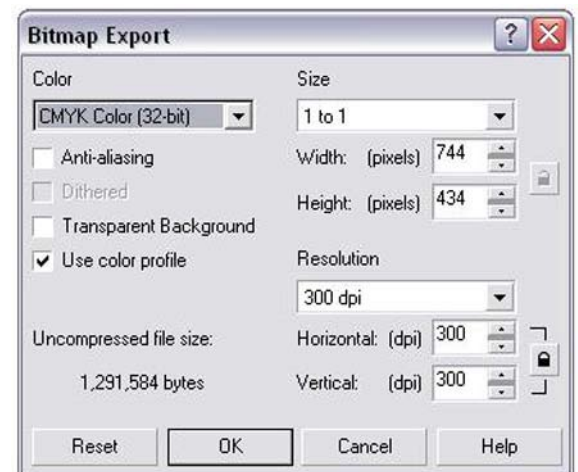 Bitmap Export
Color
CMYK Color (32-bit)
Anti-aliasing
Dithered
Transparent Background
Use color profile
Uncompressed file size:
1,291,584 bytes
Size
1 to 1
Width: (pixels) 744
Height: (pixels) 434
Resolution
300 dpi
Horizontal: (dpi) 300
Vertical: (dpi) 300
Reset OK Cancel Help